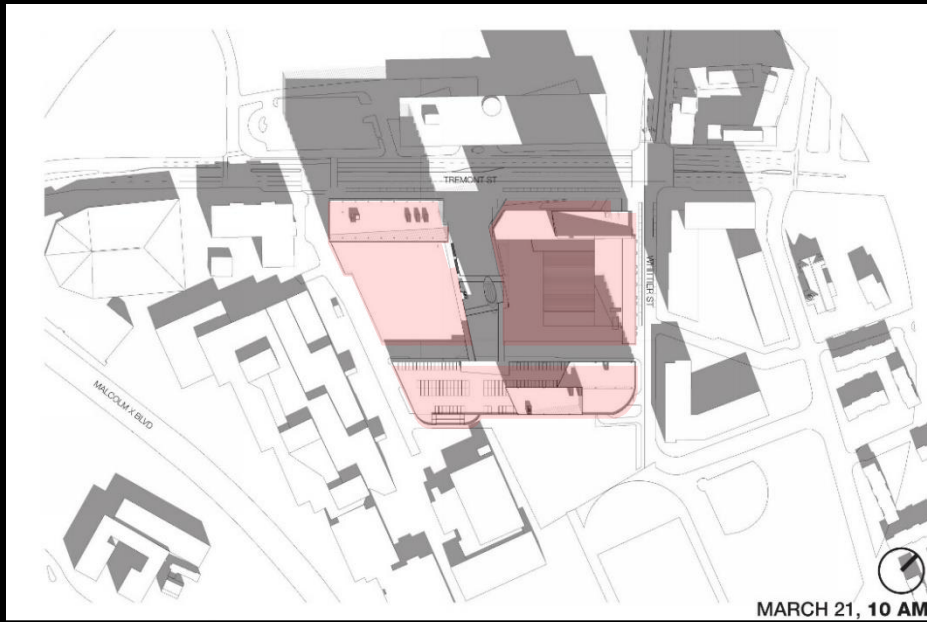 TREMONT ST
WHITTIER ST
MALCOLM X BLVD
MARCH 21, 10 AM